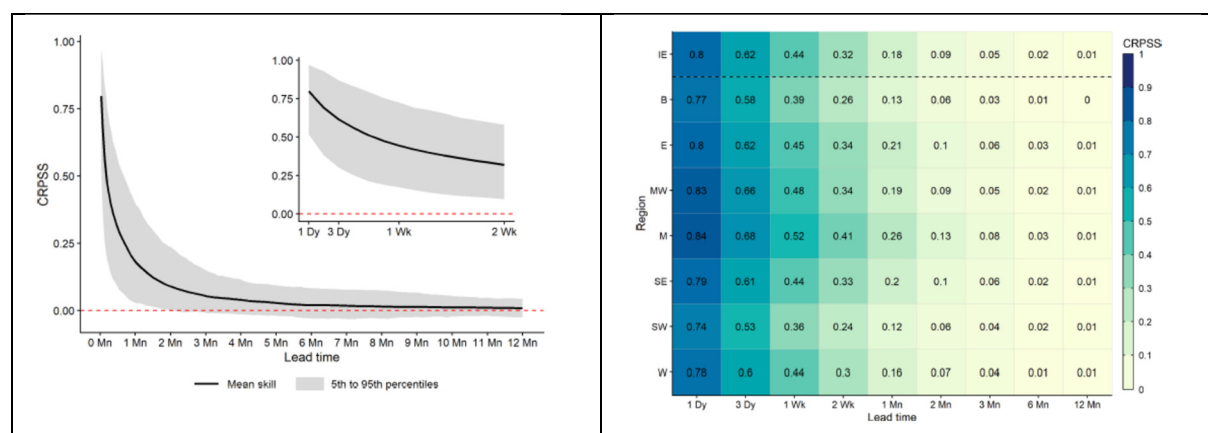 1.00
0.75
0.50
0.25
0.00
CRPSS
0 Mn 1 Mn 2 Mn 3 Mn 4 Mn 5 Mn 6 Mn 7 Mn 8 Mn 9 Mn 10 Mn 11 Mn 12 Mn
Lead time
Mean skill 5th to 95th percentiles
1.00
0.75
0.50
0.25
0.00
1 Dy 3 Dy 1 Wk 2 Wk
Region
IE 0.8 0.62 0.44 0.32 0.18 0.09 0.05 0.02 0.01
B 0.77 0.58 0.39 0.26 0.13 0.06 0.03 0.01 0
E 0.8 0.62 0.45 0.34 0.21 0.1 0.06 0.03 0.01
MW 0.83 0.66 0.48 0.34 0.19 0.09 0.05 0.02 0.01
M 0.84 0.68 0.52 0.41 0.26 0.13 0.08 0.03 0.01
SE 0.79 0.61 0.44 0.33 0.2 0.1 0.06 0.02 0.01
SW 0.74 0.53 0.36 0.24 0.12 0.06 0.04 0.02 0.01
W 0.78 0.6 0.44 0.3 0.16 0.07 0.04 0.01 0.01
1 Dy 3 Dy 1 Wk 2 Wk 1 Mn 2 Mn 3 Mn 6 Mn 12 Mn
Lead time
CRPSS
1
0.9
0.8
0.7
0.6
0.5
0.4
0.3
0.2
0.1
0